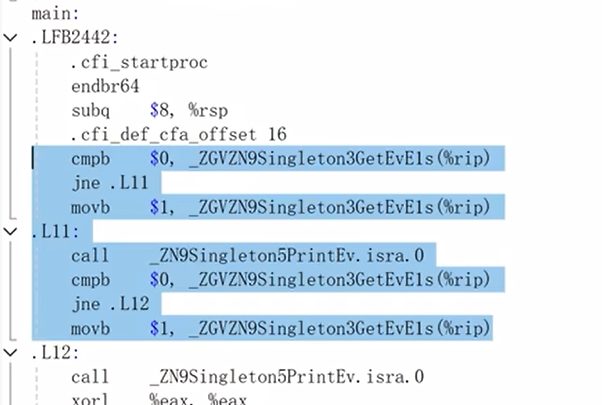 main:
.LFB2442:
.cfi_startproc
endbr64
subq $8, %rsp
.cfi_def_cfa_offset 16
cmpb $0, _ZGVZN9Singleton3GetEvE1s(%rip)
jne .L11
movb $1, _ZGVZN9Singleton3GetEvE1s(%rip)
.L11:
call _ZN9Singleton5PrintEv.isra.0
cmpb $0, _ZGVZN9Singleton3GetEvE1s(%rip)
jne .L12
movb $1, _ZGVZN9Singleton3GetEvE1s(%rip)
.L12:
call _ZN9Singleton5PrintEv.isra.0
xorl %eax, %eax